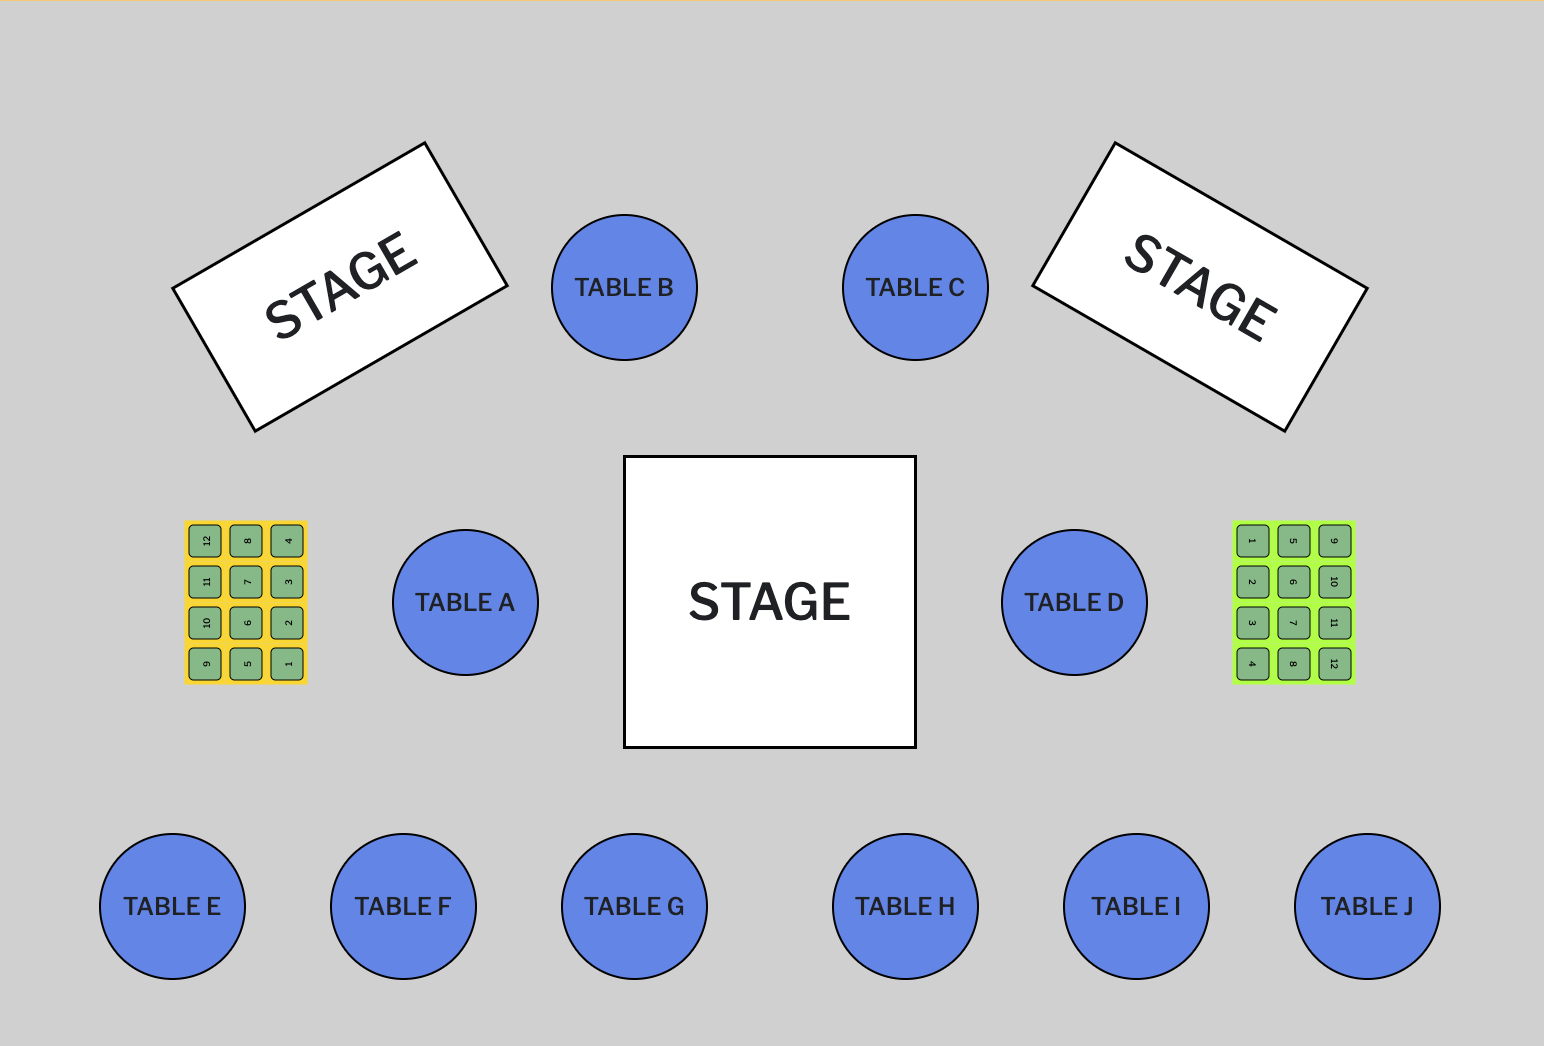 STAGE
STAGE
TABLE B
TABLE C
12 8 4
11 7 3
10 6 2
9 5 1
TABLE A
STAGE
TABLE D
1 5 9
2 6 10
3 7 11
4 8 12
TABLE E
TABLE F
TABLE G
TABLE H
TABLE I
TABLE J